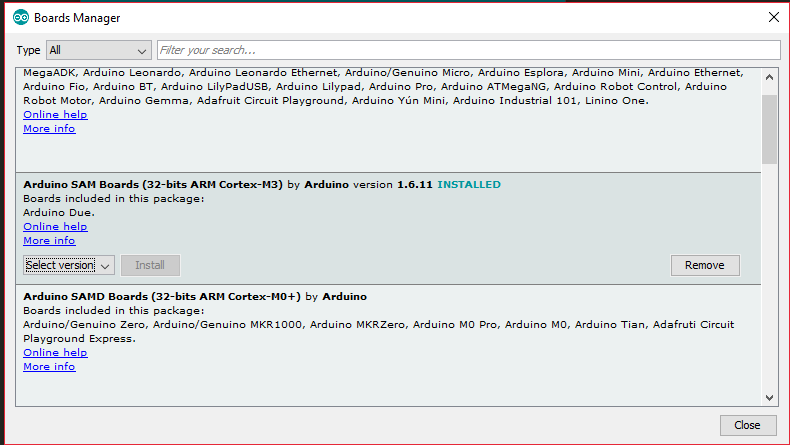 Boards Manager
Type All Filter your search...
MegaADK, Arduino Leonardo, Arduino Leonardo Ethernet, Arduino/Genuino Micro, Arduino Esplora, Arduino Mini, Arduino Ethernet,
Arduino Fio, Arduino BT, Arduino LilyPadUSB, Arduino Lilypad, Arduino Pro, Arduino ATMegaNG, Arduino Robot Control, Arduino
Robot Motor, Arduino Gemma, Adafruit Circuit Playground, Arduino Yún Mini, Arduino Industrial 101, Linino One.
Online help
More info
Arduino SAM Boards (32-bits ARM Cortex-M3) by Arduino version 1.6.11 INSTALLED
Boards included in this package:
Arduino Due.
Online help
More info
Select version Install Remove
Arduino SAMD Boards (32-bits ARM Cortex-M0+) by Arduino
Boards included in this package:
Arduino/Genuino Zero, Arduino/Genuino MKR1000, Arduino MKRZero, Arduino M0 Pro, Arduino M0, Arduino Tian, Adafruti Circuit
Playground Express.
Online help
More info
Close